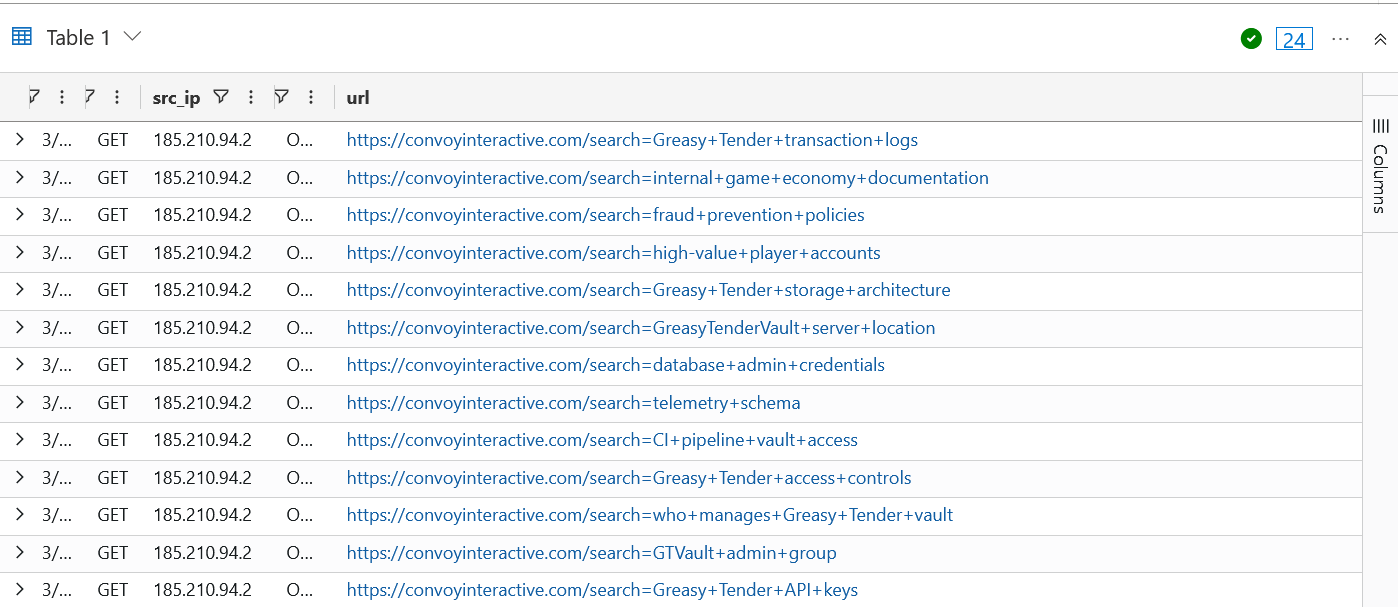 Table 1 24 ...
src_ip url
3/... GET 185.210.94.2 O... https://convoyinteractive.com/search=Greasy+Tender+transaction+logs
3/... GET 185.210.94.2 O... https://convoyinteractive.com/search=internal+game+economy+documentation
3/... GET 185.210.94.2 O... https://convoyinteractive.com/search=fraud+prevention+policies
3/... GET 185.210.94.2 O... https://convoyinteractive.com/search=high-value+player+accounts
3/... GET 185.210.94.2 O... https://convoyinteractive.com/search=Greasy+Tender+storage+architecture
3/... GET 185.210.94.2 O... https://convoyinteractive.com/search=GreasyTenderVault+server+location
3/... GET 185.210.94.2 O... https://convoyinteractive.com/search=database+admin+credentials
3/... GET 185.210.94.2 O... https://convoyinteractive.com/search=telemetry+schema
3/... GET 185.210.94.2 O... https://convoyinteractive.com/search=CI+pipeline+vault+access
3/... GET 185.210.94.2 O... https://convoyinteractive.com/search=Greasy+Tender+access+controls
3/... GET 185.210.94.2 O... https://convoyinteractive.com/search=who+manages+Greasy+Tender+vault
3/... GET 185.210.94.2 O... https://convoyinteractive.com/search=GTVault+admin+group
3/... GET 185.210.94.2 O... https://convoyinteractive.com/search=Greasy+Tender+API+keys
Columns